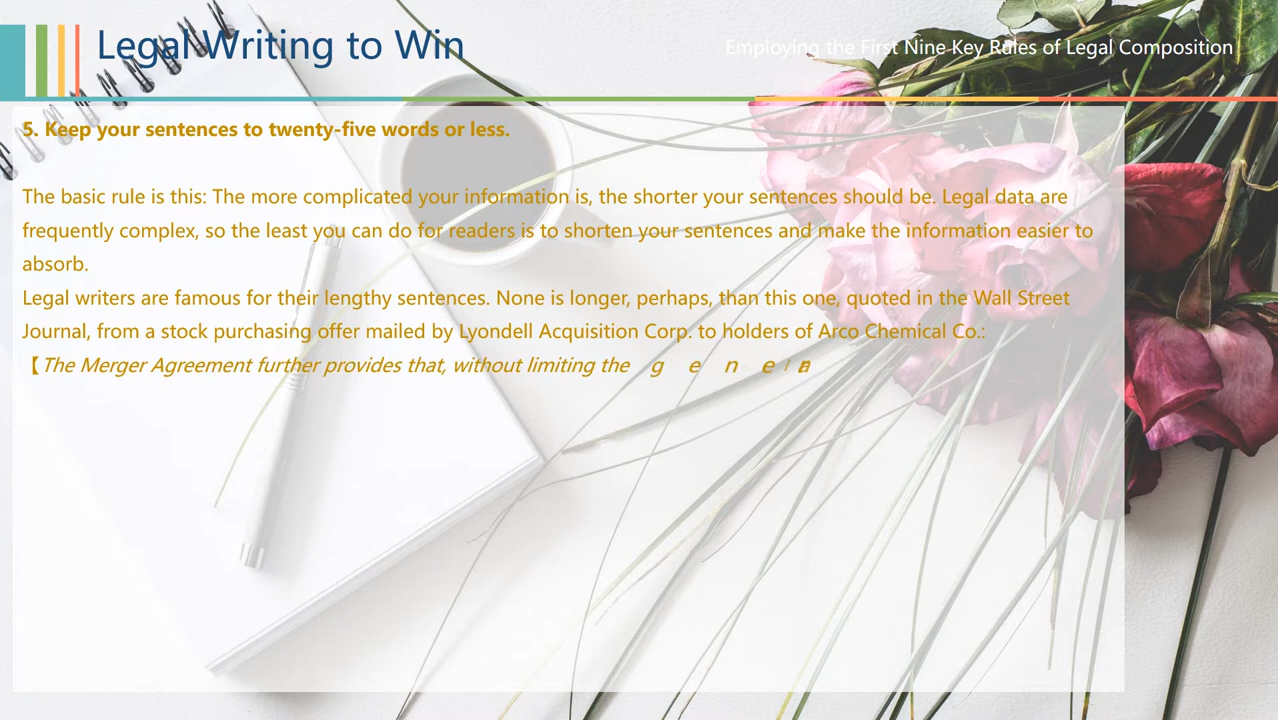 Legal Writing to Win
Employing the First Nine Key Rules of Legal Composition
5. Keep your sentences to twenty-five words or less.
The basic rule is this: The more complicated your information is, the shorter your sentences should be. Legal data are
frequently complex, so the least you can do for readers is to shorten your sentences and make the information easier to
absorb.
Legal writers are famous for their lengthy sentences. None is longer, perhaps, than this one, quoted in the Wall Street
Journal, from a stock purchasing offer mailed by Lyondell Acquisition Corp. to holders of Arco Chemical Co.:
【The Merger Agreement further provides that, without limiting the